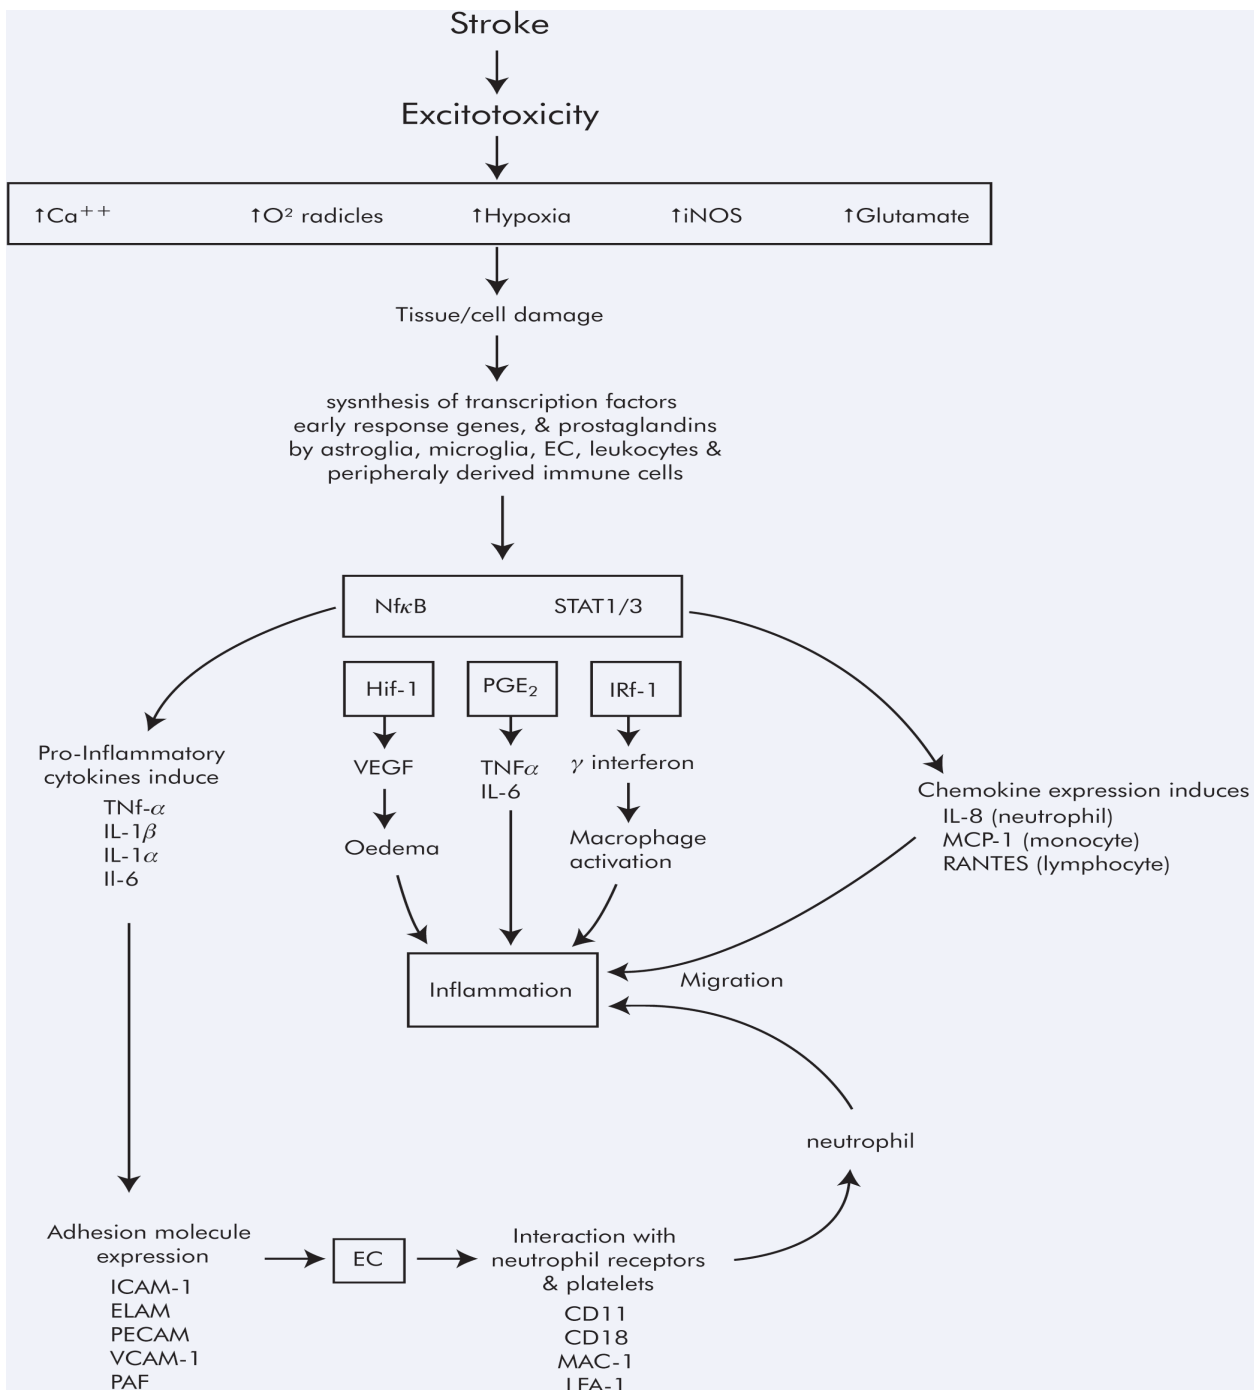 Stroke
Excitotoxicity
↑Ca++
↑O² radicles
↑Hypoxia
↑iNOS
↑Glutamate
Tissue/cell damage
sysnthesis of transcription factors
early response genes, & prostaglandins
by astroglia, microglia, EC, leukocytes &
peripheraly derived immune cells
NfκB
STAT1/3
Hif-1
PGE₂
IRf-1
VEGF
TNFα
IL-6
γ interferon
Oedema
Macrophage
activation
Pro-Inflammatory
cytokines induce
TNf-α
IL-1β
IL-1α
Il-6
Chemokine expression induces
IL-8 (neutrophil)
MCP-1 (monocyte)
RANTES (lymphocyte)
Inflammation
Migration
neutrophil
Adhesion molecule
expression
ICAM-1
ELAM
PECAM
VCAM-1
PAF
EC
Interaction with
neutrophil receptors
& platelets
CD11
CD18
MAC-1
LFA-1